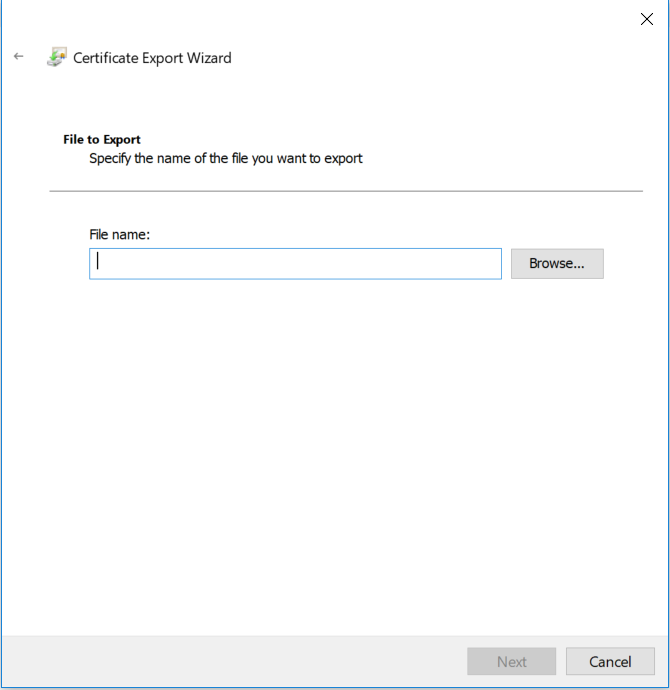 Certificate Export Wizard
File to Export
Specify the name of the file you want to export
File name:
Browse...
Next
Cancel